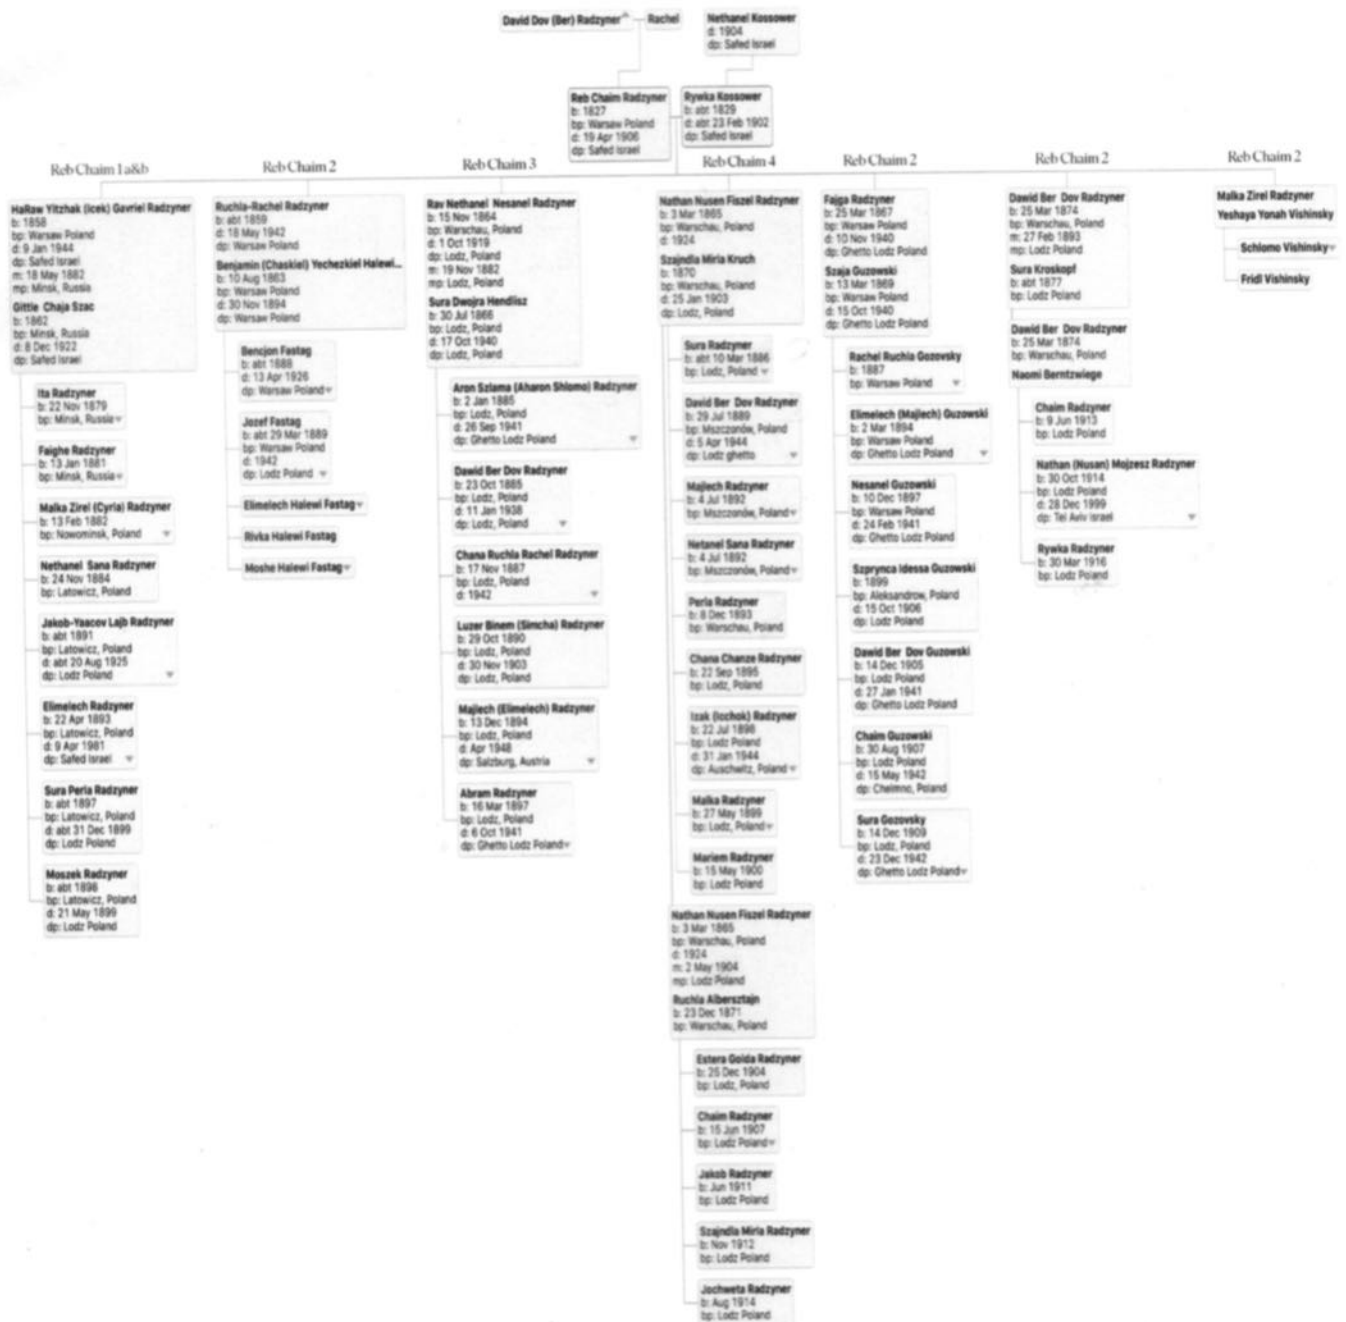 David Dov (Ber) Radzyner
Rachel
Nethanel Kossower
d: 1904
dp: Safed Israel
Reb Chaim Radzyner
b: 1827
bp: Warsaw Poland
d: 19 Apr 1906
dp: Safed Israel
Rywka Kossower
b: abt 1829
d: abt 23 Feb 1902
dp: Safed Israel
Reb Chaim 1a&b
HaRaw Yitzhak (Icek) Gavriel Radzyner
b: 1858
bp: Warsaw Poland
d: 9 Jan 1944
dp: Safed Israel
m: 18 May 1882
mp: Minsk, Russia
Gittle Chaja Szac
b: 1862
bp: Minsk, Russia
d: 8 Dec 1922
dp: Safed Israel
Ita Radzyner
b: 22 Nov 1879
bp: Minsk, Russia
Faighe Radzyner
b: 13 Jan 1881
bp: Minsk, Russia
Malka Zirel (Cyria) Radzyner
b: 13 Feb 1882
bp: Nowominsk, Poland
Nethanel Sana Radzyner
b: 24 Nov 1884
bp: Latowicz, Poland
Jakob-Yaacov Lajb Radzyner
b: abt 1891
bp: Latowicz, Poland
d: abt 20 Aug 1925
dp: Lodz Poland
Elimelech Radzyner
b: 22 Apr 1893
bp: Latowicz, Poland
d: 9 Apr 1981
dp: Safed Israel
Sura Perla Radzyner
b: abt 1897
bp: Latowicz, Poland
d: abt 31 Dec 1899
dp: Lodz Poland
Moszek Radzyner
b: abt 1898
bp: Latowicz, Poland
d: 21 May 1899
dp: Lodz Poland
Reb Chaim 2
Ruchla-Rachel Radzyner
b: abt 1859
d: 18 May 1942
dp: Warsaw Poland
Benjamin (Chaskiel) Yechezkiel Halewi...
b: 10 Aug 1863
bp: Warsaw Poland
d: 30 Nov 1894
dp: Warsaw Poland
Bencjon Fastag
b: abt 1888
d: 13 Apr 1926
dp: Warsaw Poland
Jozef Fastag
b: abt 29 Mar 1889
bp: Warsaw Poland
d: 1942
dp: Lodz Poland
Elimelech Halewi Fastag
Rivka Halewi Fastag
Moshe Halewi Fastag
Reb Chaim 3
Rav Nethanel Nesanel Radzyner
b: 15 Nov 1864
bp: Warschau, Poland
d: 1 Oct 1919
dp: Lodz, Poland
m: 19 Nov 1882
mp: Lodz, Poland
Sura Dwojra Hendlisz
b: 30 Jul 1866
bp: Lodz, Poland
d: 17 Oct 1940
dp: Lodz, Poland
Aron Szlama (Aharon Shlomo) Radzyner
b: 2 Jan 1885
bp: Lodz, Poland
d: 26 Sep 1941
dp: Ghetto Lodz Poland
Dawid Ber Dov Radzyner
b: 23 Oct 1885
bp: Lodz, Poland
d: 11 Jan 1938
dp: Lodz, Poland
Chana Ruchla Rachel Radzyner
b: 17 Nov 1887
bp: Lodz, Poland
d: 1942
Luzer Binem (Simcha) Radzyner
b: 29 Oct 1890
bp: Lodz, Poland
d: 30 Nov 1903
dp: Lodz, Poland
Majlech (Elimelech) Radzyner
b: 13 Dec 1894
bp: Lodz, Poland
d: Apr 1948
dp: Salzburg, Austria
Abram Radzyner
b: 16 Mar 1897
bp: Lodz, Poland
d: 6 Oct 1941
dp: Ghetto Lodz Poland
Reb Chaim 4
Nathan Nusen Fiszel Radzyner
b: 3 Mar 1865
bp: Warschau, Poland
d: 1924
Szajndla Mirla Kruch
b: 1870
bp: Warschau, Poland
d: 25 Jan 1903
dp: Lodz, Poland
Sura Radzyner
b: abt 10 Mar 1886
bp: Lodz, Poland
David Ber Dov Radzyner
b: 29 Jul 1889
bp: Mszczonów, Poland
d: 5 Apr 1944
dp: Lodz ghetto
Majlech Radzyner
b: 4 Jul 1892
bp: Mszczonów, Poland
Netanel Sana Radzyner
b: 4 Jul 1892
bp: Mszczonów, Poland
Perla Radzyner
b: 8 Dec 1893
bp: Warschau, Poland
Chana Chanze Radzyner
b: 22 Sep 1895
bp: Lodz, Poland
Izak (Iochok) Radzyner
b: 22 Jul 1898
bp: Lodz Poland
d: 31 Jan 1944
dp: Auschwitz, Poland
Malka Radzyner
b: 27 May 1899
bp: Lodz, Poland
Mariem Radzyner
b: 15 May 1900
bp: Lodz Poland
Nathan Nusen Fiszel Radzyner
b: 3 Mar 1865
bp: Warschau, Poland
d: 1924
m: 2 May 1904
mp: Lodz Poland
Ruchla Albersztajn
b: 23 Dec 1871
bp: Warschau, Poland
Estera Golda Radzyner
b: 25 Dec 1904
bp: Lodz, Poland
Chaim Radzyner
b: 15 Jun 1907
bp: Lodz Poland
Jakob Radzyner
b: Jun 1911
bp: Lodz Poland
Szajndla Mirla Radzyner
b: Nov 1912
bp: Lodz Poland
Jochweta Radzyner
b: Aug 1914
bp: Lodz Poland
Reb Chaim 2
Fajga Radzyner
b: 25 Mar 1867
bp: Warsaw Poland
d: 10 Nov 1940
dp: Ghetto Lodz Poland
Szaja Guzowski
b: 13 Mar 1869
bp: Warsaw Poland
d: 15 Oct 1940
dp: Ghetto Lodz Poland
Rachel Ruchla Gozovsky
b: 1887
bp: Warsaw Poland
Elimelech (Majlech) Guzowski
b: 2 Mar 1894
bp: Warsaw Poland
dp: Ghetto Lodz Poland
Nesanel Guzowski
b: 10 Dec 1897
bp: Warsaw Poland
d: 24 Feb 1941
dp: Ghetto Lodz Poland
Szprynca Idessa Guzowski
b: 1899
bp: Aleksandrow, Poland
d: 15 Oct 1906
dp: Lodz Poland
Dawid Ber Dov Guzowski
b: 14 Dec 1905
bp: Lodz Poland
d: 27 Jan 1941
dp: Ghetto Lodz Poland
Chaim Guzowski
b: 30 Aug 1907
bp: Lodz Poland
d: 15 May 1942
dp: Chelmno, Poland
Sura Gozovsky
b: 14 Dec 1909
bp: Lodz, Poland
d: 23 Dec 1942
dp: Ghetto Lodz Poland
Reb Chaim 2
Dawid Ber Dov Radzyner
b: 25 Mar 1874
bp: Warschau, Poland
m: 27 Feb 1893
mp: Lodz Poland
Sura Kroskopf
b: abt 1877
bp: Lodz Poland
Dawid Ber Dov Radzyner
b: 25 Mar 1874
bp: Warschau, Poland
Naomi Berntzwiege
Chaim Radzyner
b: 9 Jun 1913
bp: Lodz Poland
Nathan (Nusan) Mojzesz Radzyner
b: 30 Oct 1914
bp: Lodz Poland
d: 28 Dec 1999
dp: Tel Aviv Israel
Rywka Radzyner
b: 30 Mar 1916
bp: Lodz Poland
Reb Chaim 2
Malka Zirel Radzyner
Yeshaya Yonah Vishinsky
Schlomo Vishinsky
Fridl Vishinsky